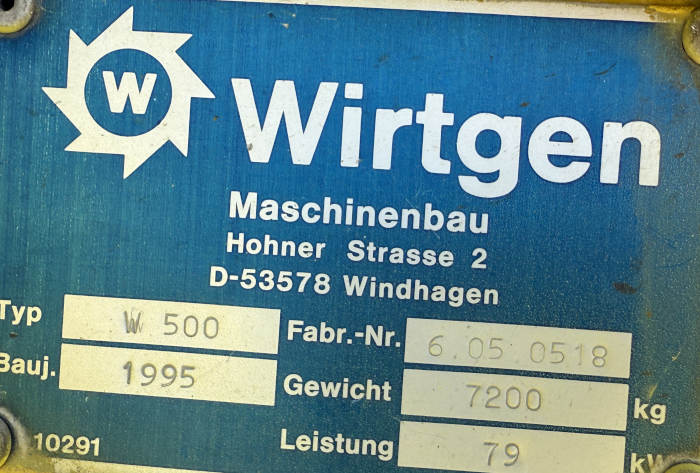 W
Wirtgen
Maschinenbau
Hohner Strasse 2
D-53578 Windhagen
Typ W 500 Fabr.-Nr. 6.05.0518
Bauj. 1995 Gewicht 7200 kg
10291 Leistung 79 kW